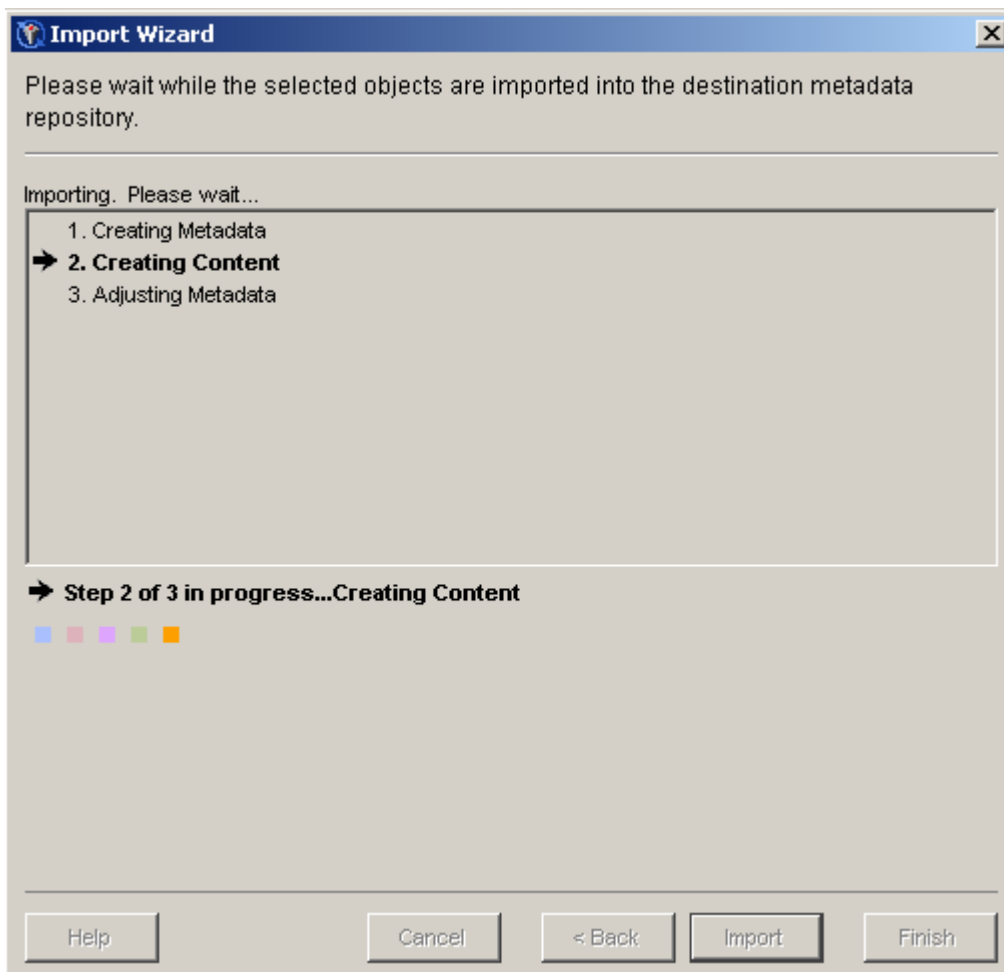 Import Wizard
Please wait while the selected objects are imported into the destination metadata
repository.
Importing. Please wait...
1. Creating Metadata
2. Creating Content
3. Adjusting Metadata
Step 2 of 3 in progress...Creating Content
Help Cancel < Back Import Finish